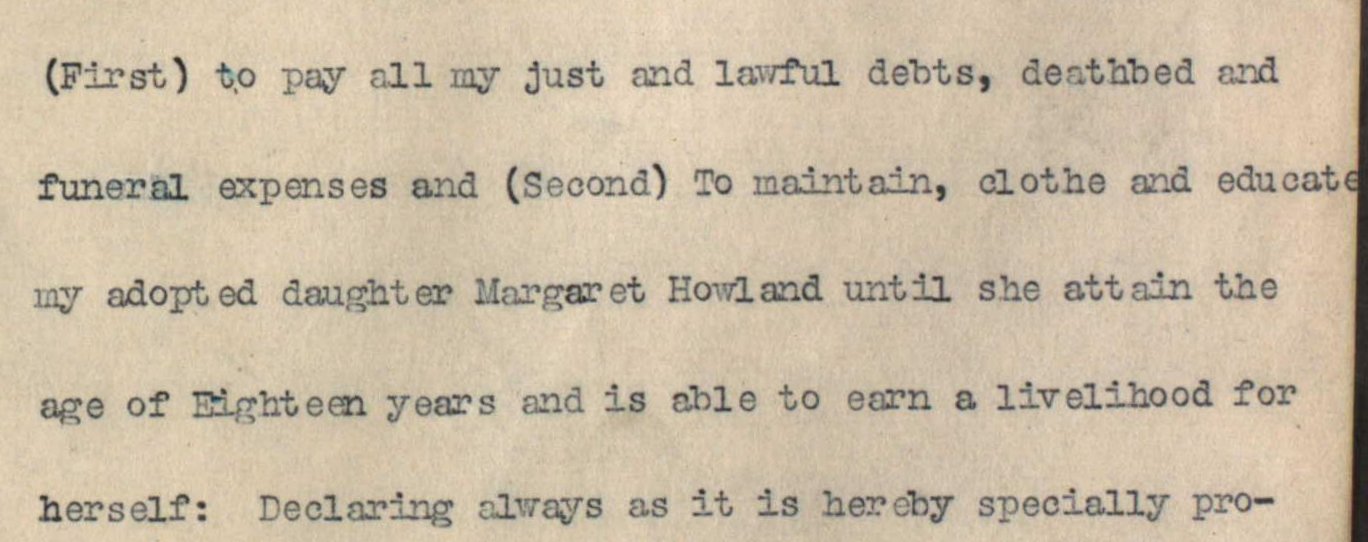 (First) to pay all my just and lawful debts, deathbed and
funeral expenses and (Second) To maintain, clothe and educate
my adopted daughter Margaret Howland until she attain the
age of Eighteen years and is able to earn a livelihood for
herself: Declaring always as it is hereby specially pro-